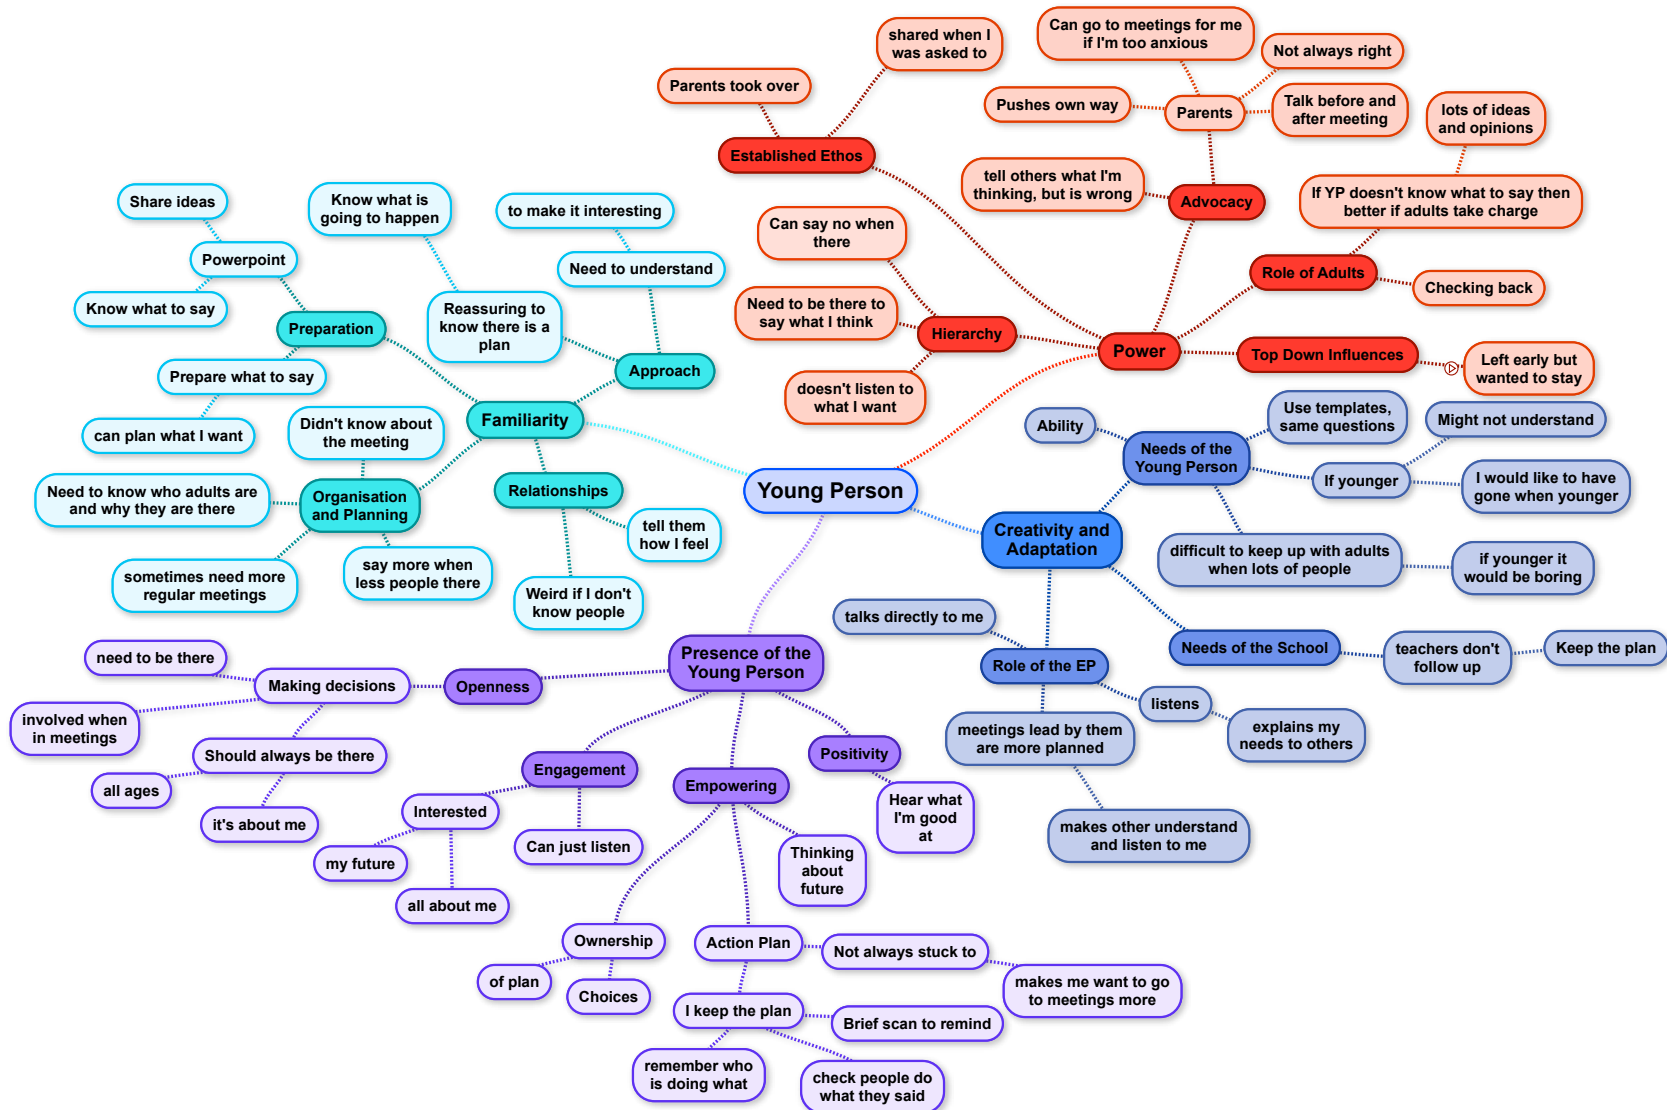 shared when I
was asked to
Parents took over
Established Ethos
Can go to meetings for me
if I'm too anxious
Not always right
Pushes own way
Parents
Talk before and
after meeting
lots of ideas
and opinions
tell others what I'm
thinking, but is wrong
Advocacy
If YP doesn't know what to say then
better if adults take charge
Can say no when
there
Role of Adults
Checking back
Need to be there to
say what I think
Hierarchy
Power
Top Down Influences
Left early but
wanted to stay
doesn't listen to
what I want
Share ideas
Know what is
going to happen
to make it interesting
Powerpoint
Need to understand
Know what to say
Preparation
Reassuring to
know there is a
plan
Approach
Prepare what to say
can plan what I want
Familiarity
Didn't know about
the meeting
Need to know who adults are
and why they are there
Organisation
and Planning
Relationships
tell them
how I feel
sometimes need more
regular meetings
say more when
less people there
Weird if I don't
know people
Young Person
Creativity and
Adaptation
Ability
Needs of the
Young Person
Use templates,
same questions
Might not understand
If younger
I would like to have
gone when younger
difficult to keep up with adults
when lots of people
if younger it
would be boring
talks directly to me
Role of the EP
Needs of the School
teachers don't
follow up
Keep the plan
listens
explains my
needs to others
meetings lead by them
are more planned
makes other understand
and listen to me
Presence of the
Young Person
need to be there
Making decisions
Openness
involved when
in meetings
Should always be there
all ages
it's about me
Engagement
Interested
my future
all about me
Can just listen
Empowering
Positivity
Hear what
I'm good
at
Thinking
about
future
Ownership
of plan
Choices
Action Plan
Not always stuck to
makes me want to go
to meetings more
I keep the plan
Brief scan to remind
remember who
is doing what
check people do
what they said